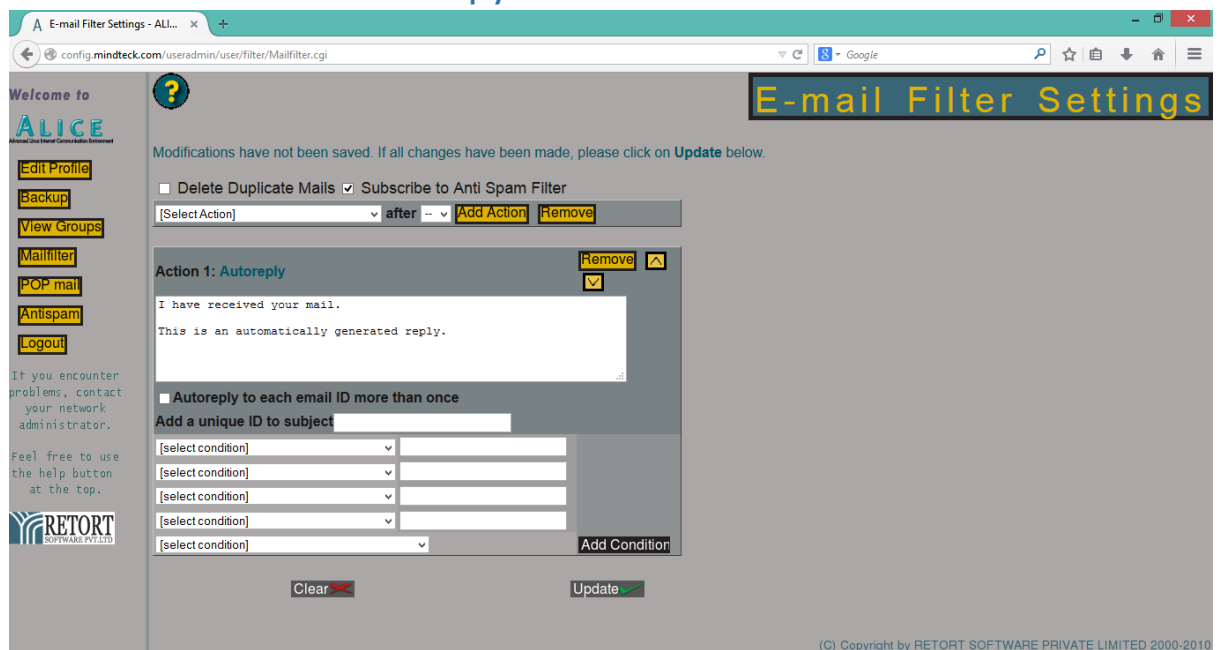 E-mail Filter Settings - ALI...
config.mindteck.com/useradmin/user/filter/Mailfilter.cgi
Google
Welcome to
ALICE
Advanced Linux Internet Communication Environment
Edit Profile
Backup
View Groups
Mailfilter
POP mail
Antispam
Logout
If you encounter
problems, contact
your network
administrator.
Feel free to use
the help button
at the top.
RETORT
SOFTWARE PVT.LTD
?
E-mail Filter Settings
Modifications have not been saved. If all changes have been made, please click on Update below.
Delete Duplicate Mails Subscribe to Anti Spam Filter
[Select Action] after -- Add Action Remove
Action 1: Autoreply Remove
I have received your mail.
This is an automatically generated reply.
Autoreply to each email ID more than once
Add a unique ID to subject
[select condition]
[select condition]
[select condition]
[select condition]
[select condition] Add Condition
Clear Update
(C) Copyright by RETORT SOFTWARE PRIVATE LIMITED 2000-2010